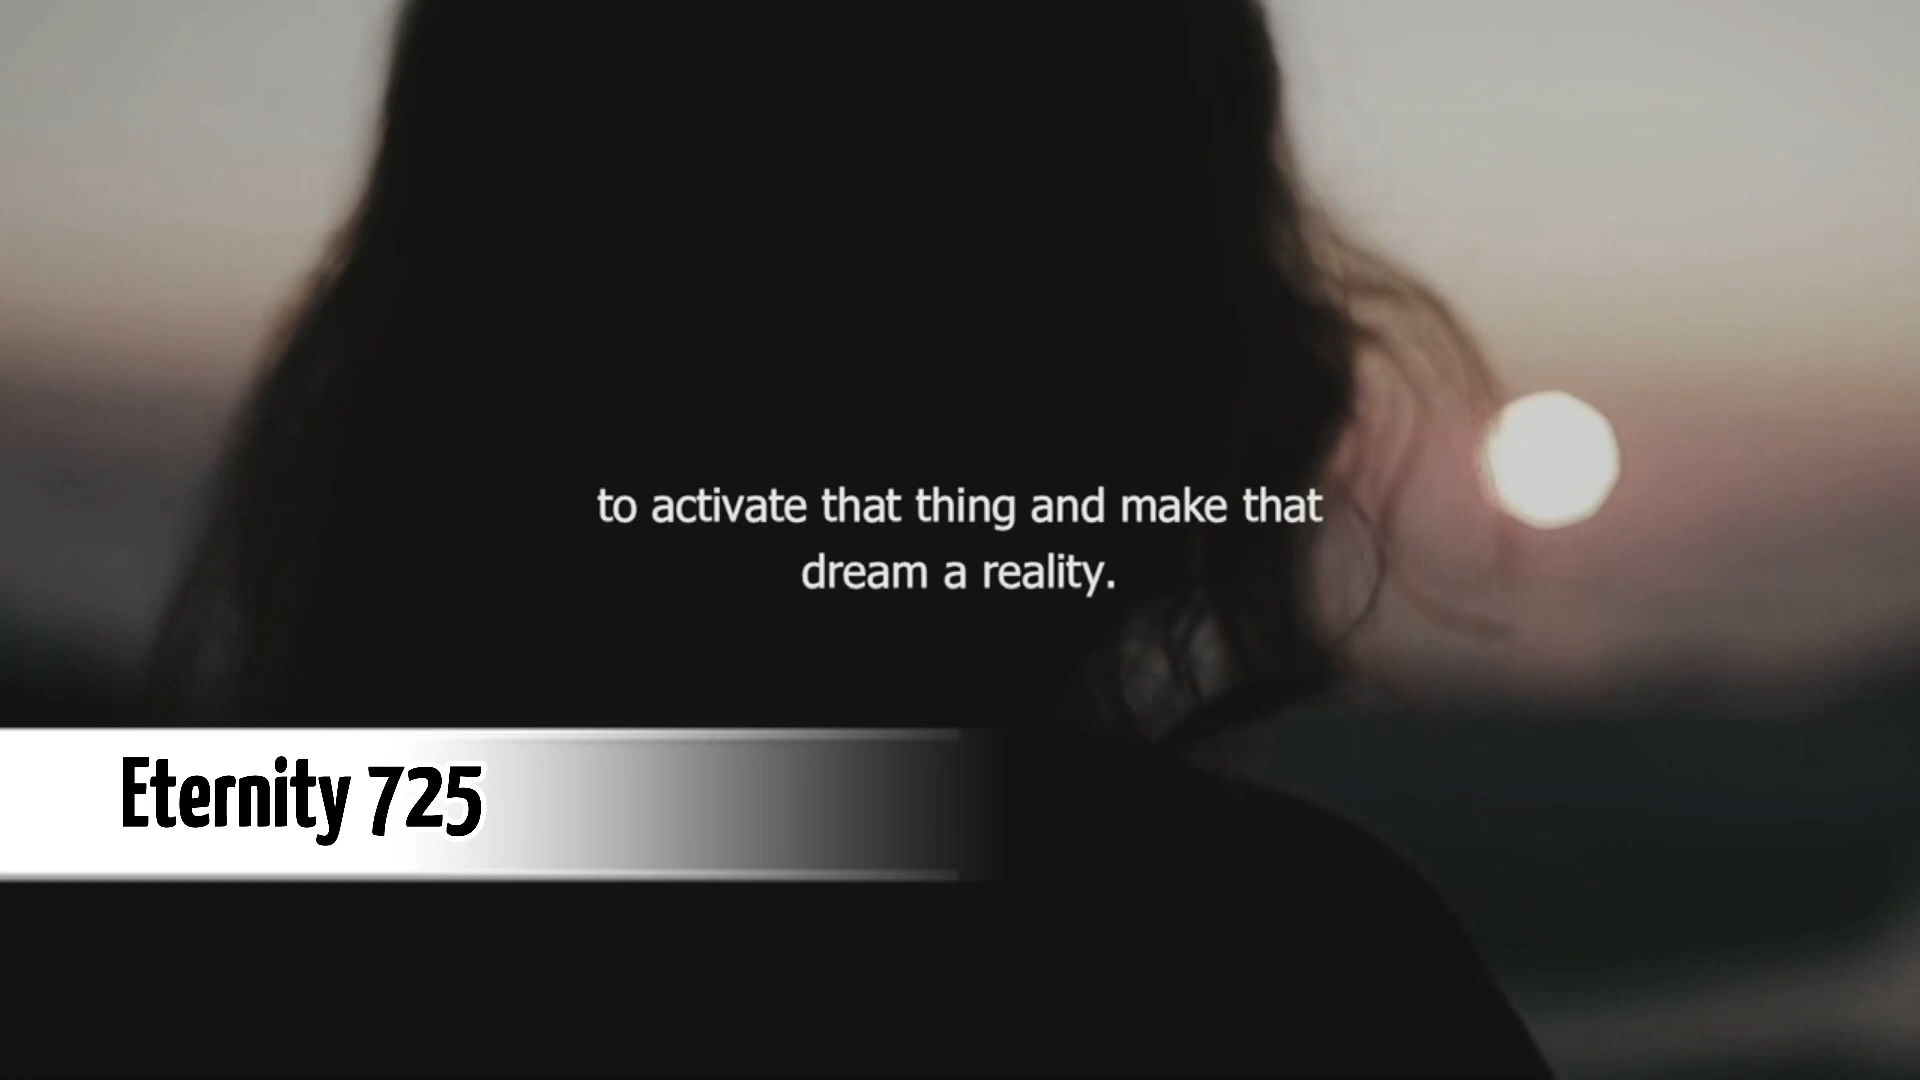 to activate that thing and make that
dream a reality.
Eternity 725